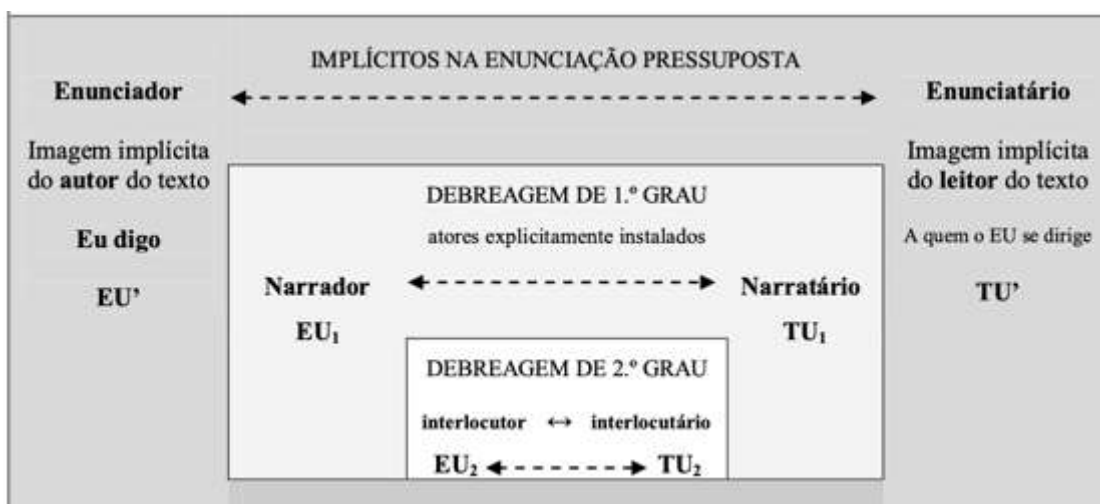 IMPLÍCITOS NA ENUNCIAÇÃO PRESSUPOSTA
Enunciador
Enunciatário
Imagem implícita
do autor do texto
Imagem implícita
do leitor do texto
Eu digo
A quem o EU se dirige
EU’
TU’
DEBREAGEM DE 1.º GRAU
atores explicitamente instalados
Narrador
Narratário
EU₁
TU₁
DEBREAGEM DE 2.º GRAU
interlocutor ↔ interlocutário
EU₂
TU₂